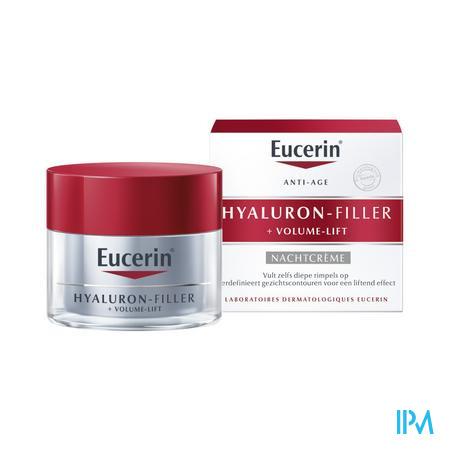 Eucerin®
HYALURON-FILLER
+ VOLUME-LIFT
Eucerin®
ANTI-AGE
HYALURON-FILLER
+ VOLUME-LIFT
NACHTCRÈME
Vult zelfs diepe rimpels op
erdefinieert gezichtscontouren voor een liftend effect
LABORATOIRES DERMATOLOGIQUES EUCERIN
IPM